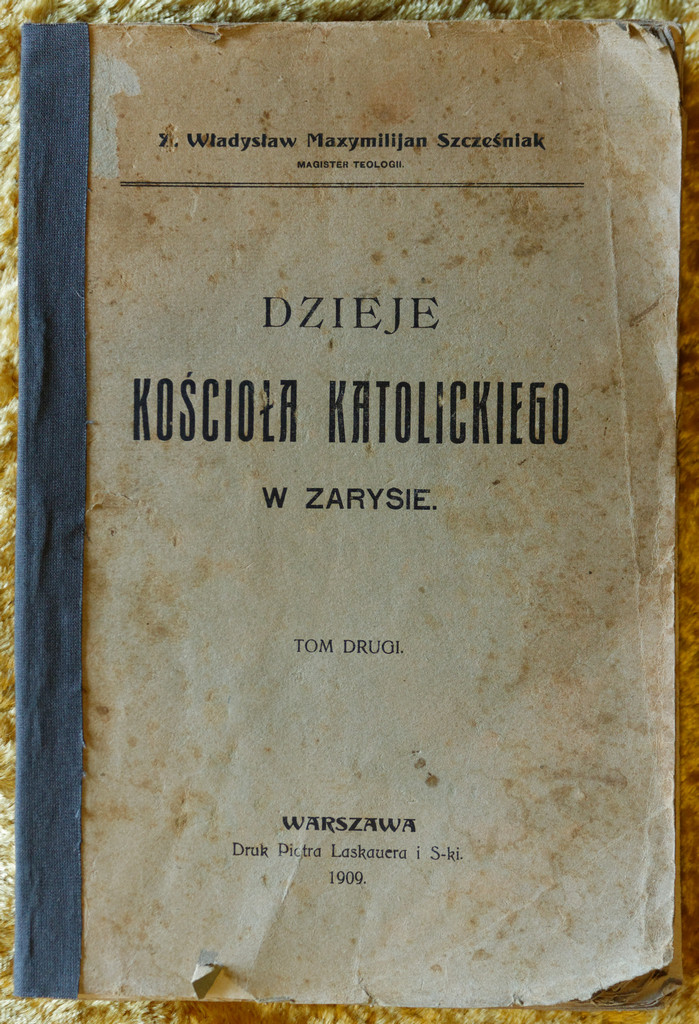 X. Władysław Maxymilijan Szcześniak
MAGISTER TEOLOGII.
DZIEJE
KOŚCIOŁA KATOLICKIEGO
W ZARYSIE.
TOM DRUGI.
WARSZAWA
Druk Piotra Laskauera i S-ki.
1909.